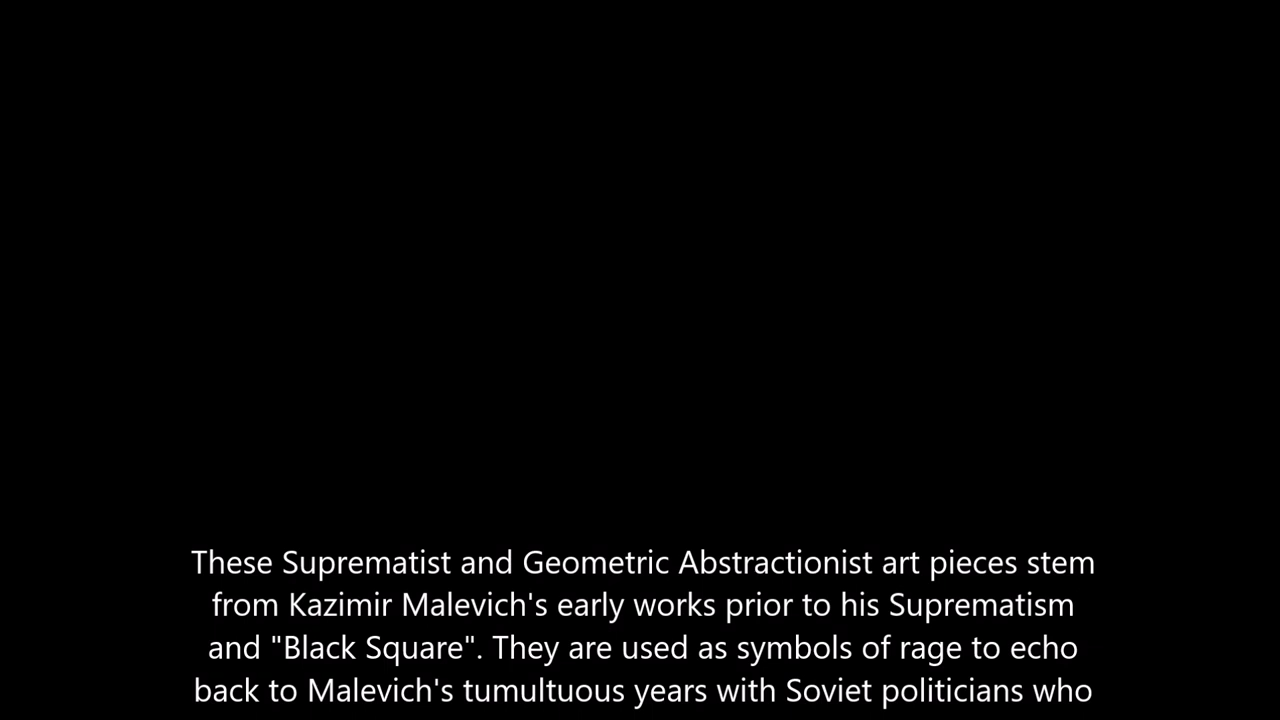 These Suprematist and Geometric Abstractionist art pieces stem
from Kazimir Malevich's early works prior to his Suprematism
and "Black Square". They are used as symbols of rage to echo
back to Malevich's tumultuous years with Soviet politicians who